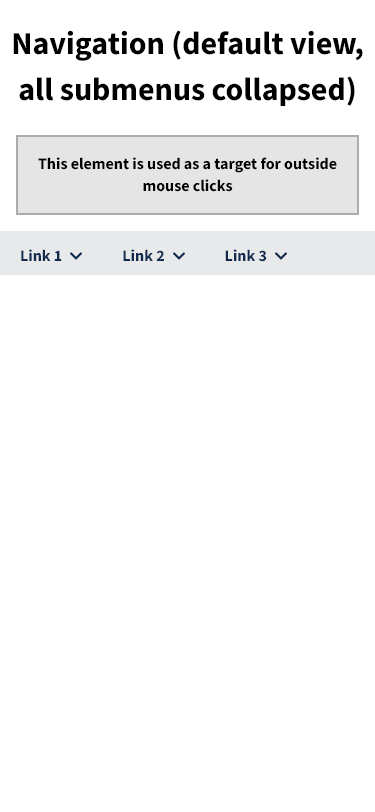 Navigation (default view,
all submenus collapsed)
This element is used as a target for outside
mouse clicks
Link 1 Link 2 Link 3